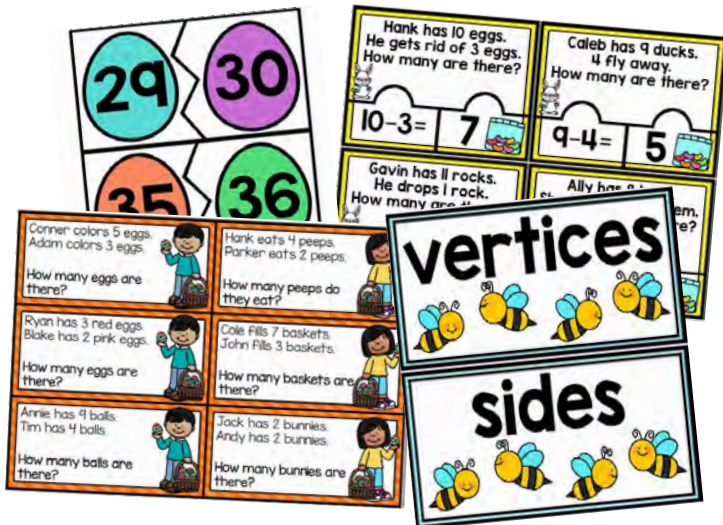 29
30
35
36
Hank has 10 eggs.
He gets rid of 3 eggs.
How many are there?
10-3=
7
Caleb has 9 ducks.
4 fly away.
How many are there?
9-4=
5
Gavin has 11 rocks.
He drops 1 rock.
How many are
Ally has
Conner colors 5 eggs.
Adam colors 3 eggs.
How many eggs are
there?
Hank eats 4 peeps.
Parker eats 2 peeps.
How many peeps do
they eat?
Ryan has 3 red eggs.
Blake has 2 pink eggs.
How many eggs are
there?
Cole fills 7 baskets.
John fills 3 baskets.
How many baskets are
there?
Annie has 9 balls.
Tim has 4 balls.
How many balls are
there?
Jack has 2 bunnies.
Andy has 2 bunnies.
How many bunnies are
there?
vertices
sides